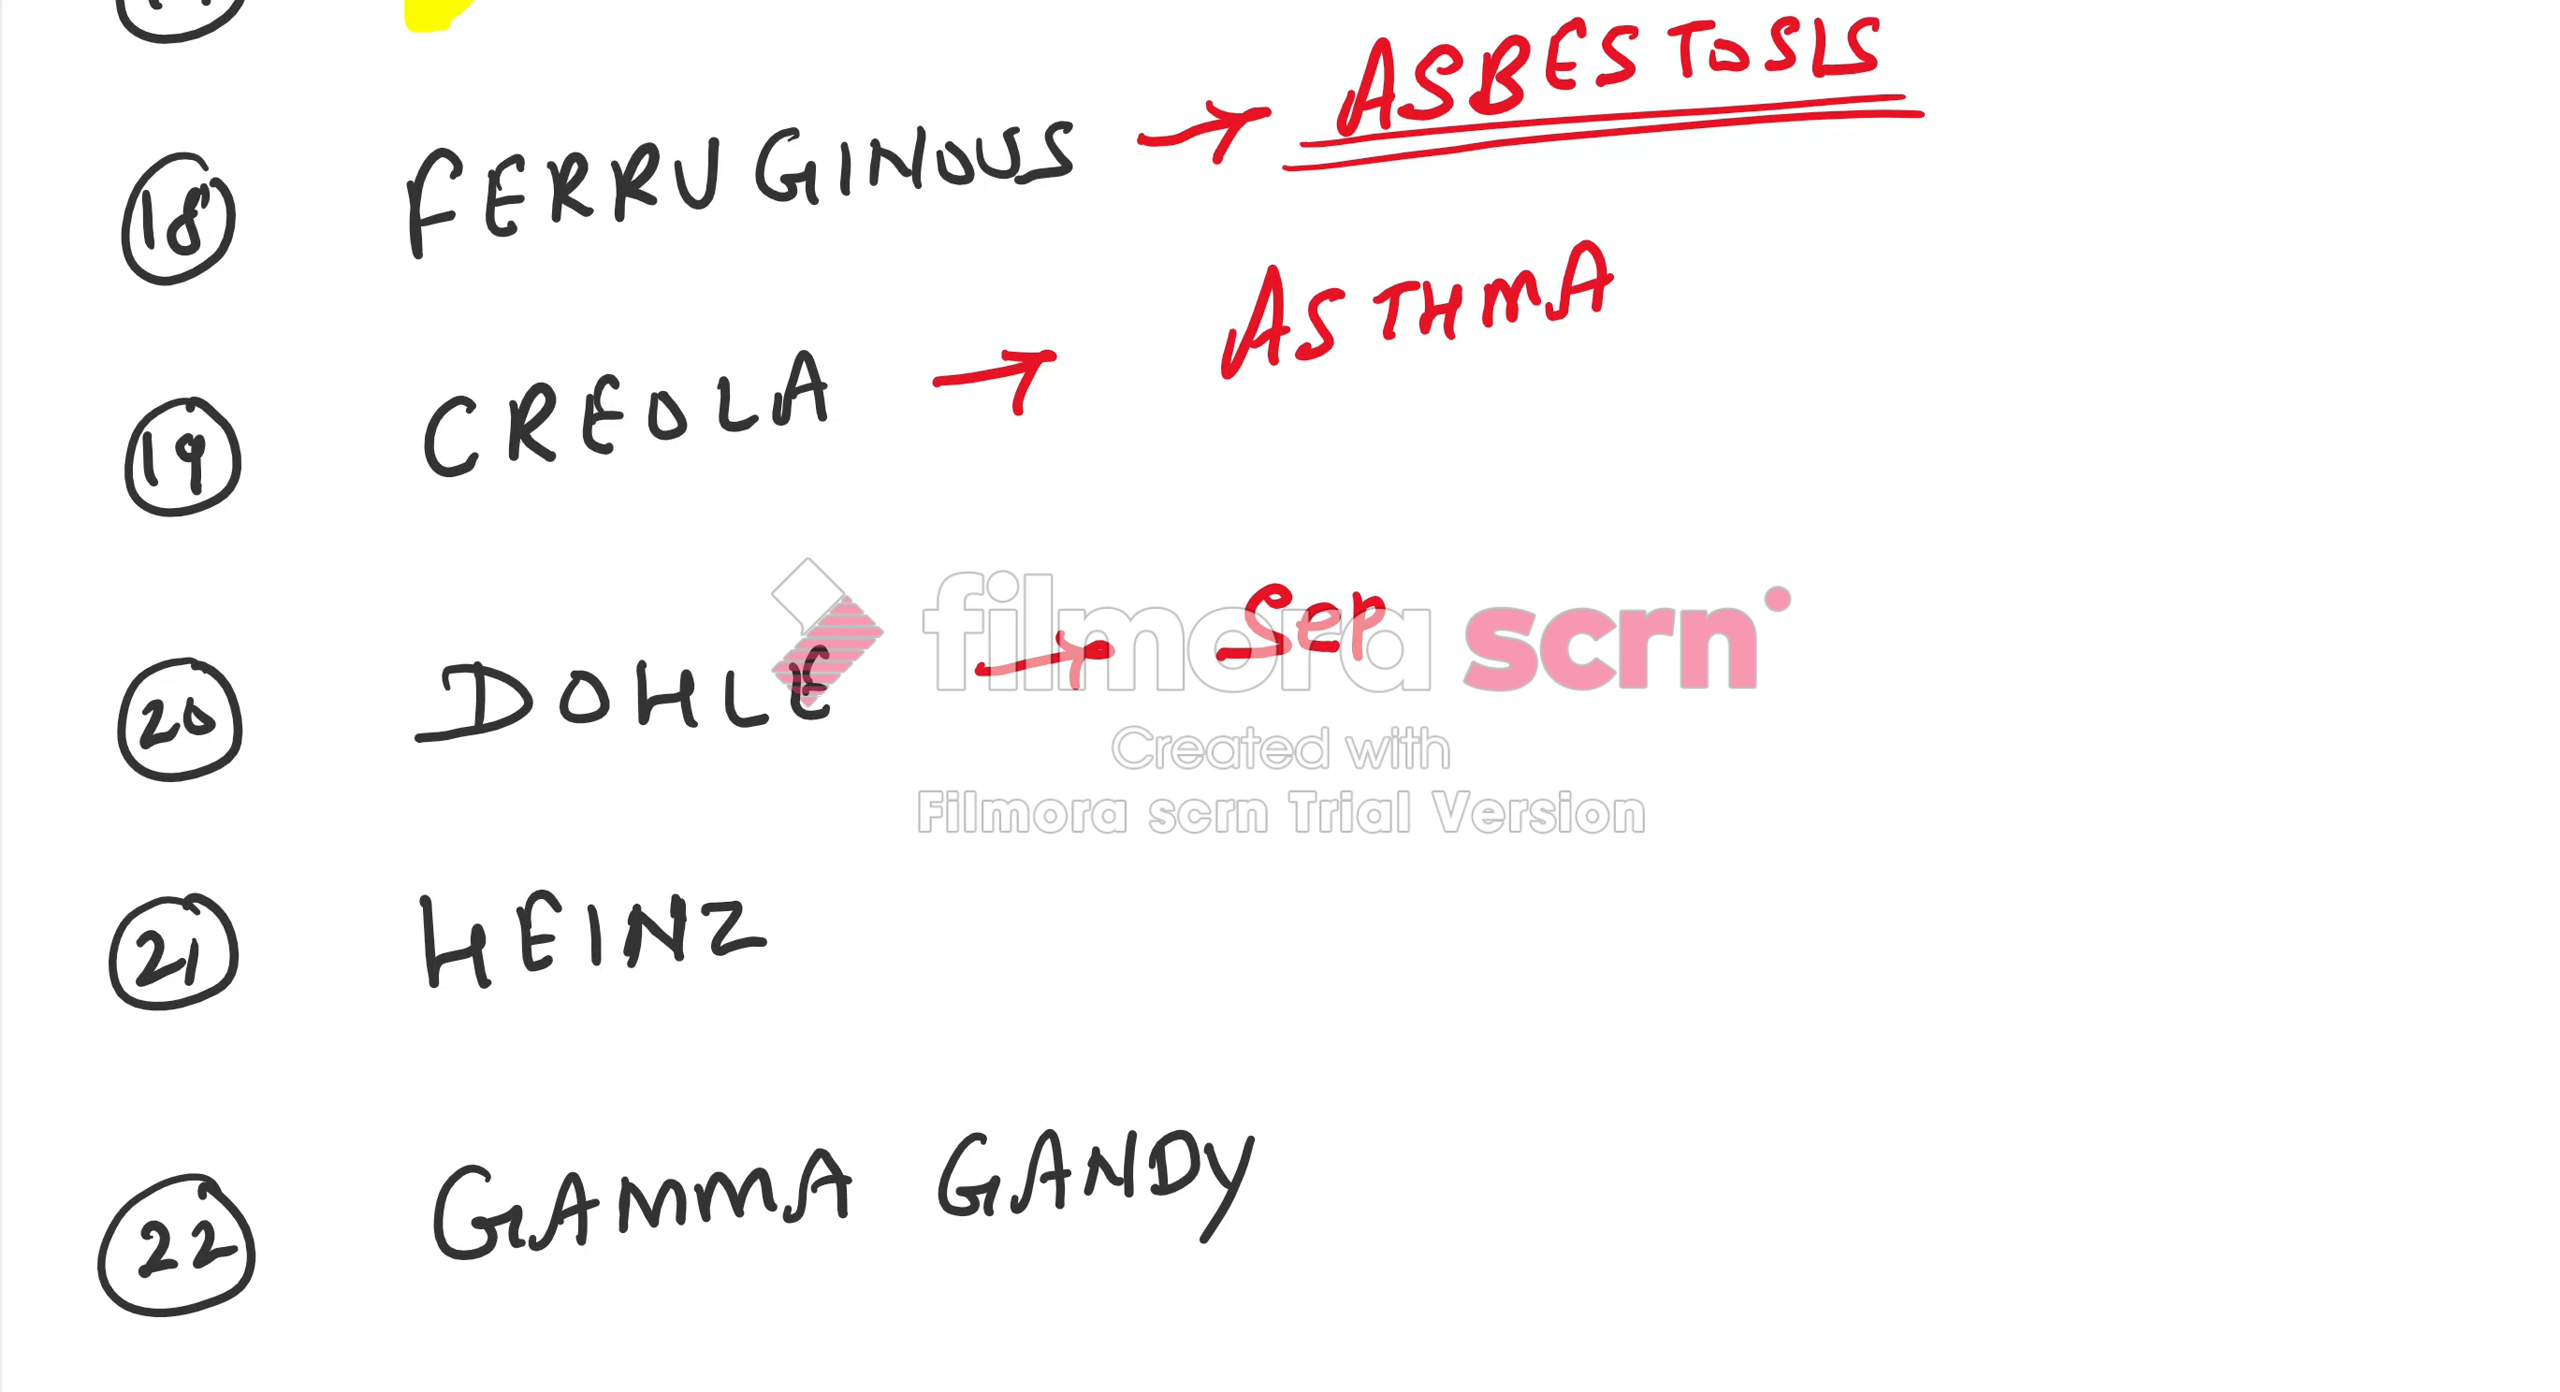 18 FERRUGINOUS → ASBESTOSIS
19 CREOLA → ASTHMA
20 DOHLE → Sep
21 HEINZ
22 GAMMA GANDY
filmora scrn
Created with
Filmora scrn Trial Version